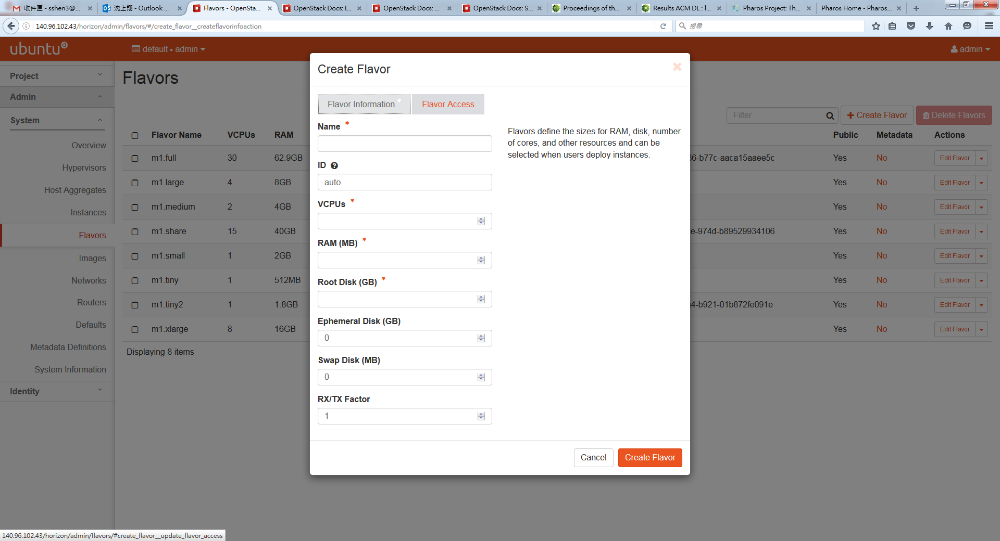 收件匣 - sshen3@...
沈上翔 - Outlook ...
Flavors - OpenSta...
OpenStack Docs: I...
OpenStack Docs: ...
OpenStack Docs: S...
Proceedings of th...
Results ACM DL : l...
Pharos Project: Th...
Pharos Home - Pharos...
140.96.102.43/horizon/admin/flavors/#/create_flavor__createflavorinfoaction
搜尋
ubuntu
default • admin
admin
Project
Admin
System
Overview
Hypervisors
Host Aggregates
Instances
Flavors
Images
Networks
Routers
Defaults
Metadata Definitions
System Information
Identity
Flavors
Filter
Create Flavor
Delete Flavors
Flavor Name VCPUs RAM Public Metadata Actions
m1.full 30 62.9GB 36-b77c-aaca15aaee5c Yes No Edit Flavor
m1.large 4 8GB Yes No Edit Flavor
m1.medium 2 4GB Yes No Edit Flavor
m1.share 15 40GB e-974d-b89529934106 Yes No Edit Flavor
m1.small 1 2GB Yes No Edit Flavor
m1.tiny 1 512MB Yes No Edit Flavor
m1.tiny2 1 1.8GB 4-b921-01b872fe091e Yes No Edit Flavor
m1.xlarge 8 16GB Yes No Edit Flavor
Displaying 8 items
Create Flavor
Flavor Information *
Flavor Access
Name *
ID
auto
VCPUs *
RAM (MB) *
Root Disk (GB) *
Ephemeral Disk (GB)
0
Swap Disk (MB)
0
RX/TX Factor
1
Flavors define the sizes for RAM, disk, number
of cores, and other resources and can be
selected when users deploy instances.
Cancel
Create Flavor
140.96.102.43/horizon/admin/flavors/#create_flavor__update_flavor_access